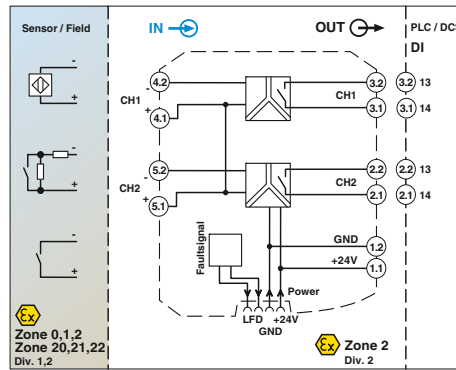 Sensor / Field
IN
OUT
PLC / DCS
DI
-
+
-
+
-
+
4.2
-
CH1
+
4.1
3.2
CH1
3.1
3.2 13
3.1 14
5.2
-
CH2
+
5.1
2.2
CH2
2.1
2.2 13
2.1 14
Faultsignal
GND
1.2
+24V
1.1
Power
LFD
+24V
GND
Ex
Zone 0,1,2
Zone 20,21,22
Div. 1,2
Ex
Zone 2
Div. 2